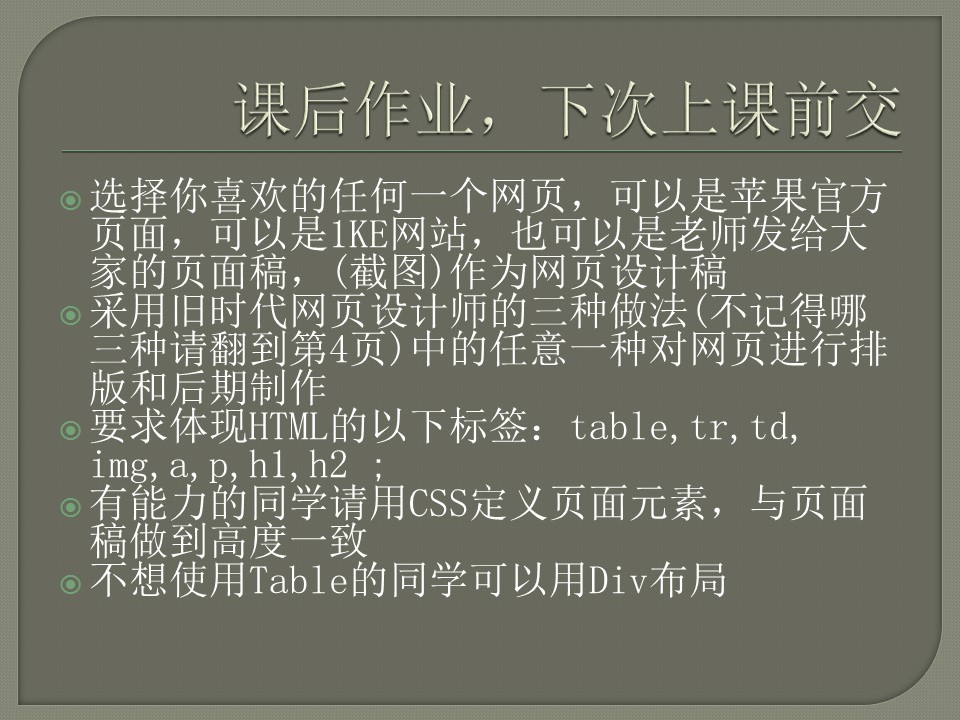 课后作业，下次上课前交
选择你喜欢的任何一个网页，可以是苹果官方
页面，可以是1KE网站，也可以是老师发给大
家的页面稿，(截图)作为网页设计稿
采用旧时代网页设计师的三种做法(不记得哪
三种请翻到第4页)中的任意一种对网页进行排
版和后期制作
要求体现HTML的以下标签：table,tr,td,
img,a,p,h1,h2 ;
有能力的同学请用CSS定义页面元素，与页面
稿做到高度一致
不想使用Table的同学可以用Div布局